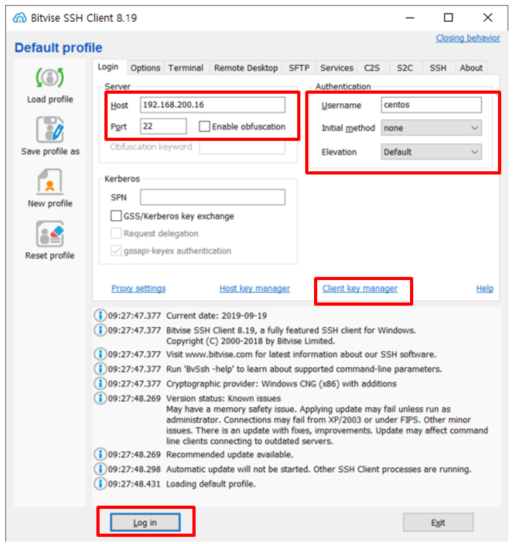 Bitvise SSH Client 8.19
Default profile
Closing behavior
Load profile
Save profile as
New profile
Reset profile
Login Options Terminal Remote Desktop SFTP Services C2S S2C SSH About
Server
Host 192.168.200.16
Port 22 Enable obfuscation
Obfuscation keyword
Kerberos
SPN
GSS/Kerberos key exchange
Request delegation
gssapi-keyex authentication
Authentication
Username centos
Initial method none
Elevation Default
Proxy settings Host key manager Client key manager Help
09:27:47.377 Current date: 2019-09-19
09:27:47.377 Bitvise SSH Client 8.19, a fully featured SSH client for Windows.
Copyright (C) 2000-2018 by Bitvise Limited.
09:27:47.377 Visit www.bitvise.com for latest information about our SSH software.
09:27:47.377 Run 'BvSsh -help' to learn about supported command-line parameters.
09:27:47.377 Cryptographic provider: Windows CNG (x86) with additions
09:27:48.269 Version status: Known issues
May have a memory safety issue. Applying update may fail unless run as
administrator. Connections may fail from XP/2003 or under FIPS. Other minor
issues. There is an update with fixes, improvements. Update may affect command
line clients connecting to outdated servers.
09:27:48.269 Recommended update available.
09:27:48.298 Automatic update will not be started. Other SSH Client processes are running.
09:27:48.431 Loading default profile.
Log in
Exit